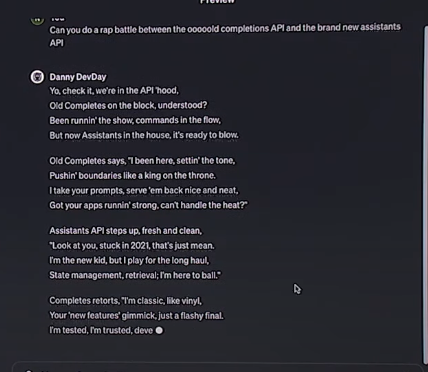 Preview
You
Can you do a rap battle between the ooooold completions API and the brand new assistants
API
Danny DevDay
Yo, check it, we're in the API 'hood,
Old Completes on the block, understood?
Been runnin' the show, commands in the flow,
But now Assistants in the house, it's ready to blow.
Old Completes says, "I been here, settin' the tone,
Pushin' boundaries like a king on the throne.
I take your prompts, serve 'em back nice and neat,
Got your apps runnin' strong, can't handle the heat?"
Assistants API steps up, fresh and clean,
"Look at you, stuck in 2021, that's just mean.
I'm the new kid, but I play for the long haul,
State management, retrieval; I'm here to ball."
Completes retorts, "I'm classic, like vinyl,
Your 'new features' gimmick, just a flashy final.
I'm tested, I'm trusted, deve